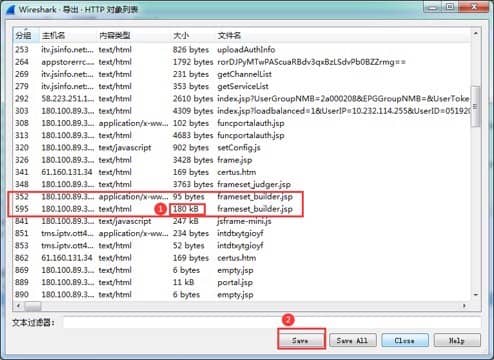 Wireshark · 导出 · HTTP 对象列表
分组 主机名 内容类型 大小 文件名
253 itv.jsinfo.net:... text/html 826 bytes uploadAuthInfo
264 appstorerrc.... text/html 1792 bytes rorDJPyMTwPAScuaRBdv3qxBzLSdvPb0BZZrmg==
269 itv.jsinfo.net:... text/html 231 bytes getChannelList
279 itv.jsinfo.net:... text/html 354 bytes getServiceList
292 58.223.251.1... text/html 2610 bytes index.jsp?UserGroupNMB=2a000208&EPGGroupNMB=&UserToke
303 180.100.89.3... text/html 4309 bytes index.jsp?loadbalanced=1&UserIP=10.232.114.255&UserID=051920
308 180.100.89.3... application/x-ww... 102 bytes funcportalauth.jsp
313 180.100.89.3... text/html 4683 bytes funcportalauth.jsp
320 180.100.89.3... text/javascript 902 bytes setConfig.js
326 180.100.89.3... text/html 3428 bytes frame.jsp
341 61.160.131.34 text/html 169 bytes certus.htm
348 180.100.89.3... text/html 3763 bytes frameset_judger.jsp
352 180.100.89.3... application/x-ww... 95 bytes frameset_builder.jsp
595 180.100.89.3... text/html 1 180 kB frameset_builder.jsp
841 180.100.89.3... text/javascript 247 kB jsframe-mini.js
851 tms.iptv.ott4... application/x-ww... 234 bytes intdtxytgioyf
853 tms.iptv.ott4... text/html 52 bytes intdtxytgioyf
862 61.160.131.34 text/html 169 bytes certus.htm
869 180.100.89.3... text/html 6 bytes empty.jsp
889 180.100.89.3... text/html 11 kB portal.jsp
890 180.100.89.3... text/html 6 bytes empty.jsp
文本过滤器:
2
Save Save All Close Help